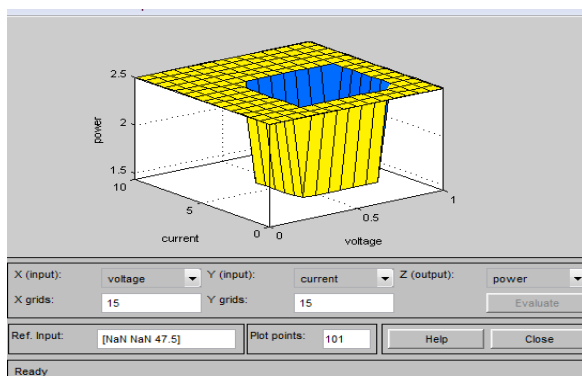 2.5
2
1.5
10
5
0
0
0.5
1
power
current
voltage
X (input):
voltage
Y (input):
current
Z (output):
power
X grids:
15
Y grids:
15
Evaluate
Ref. Input:
[NaN NaN 47.5]
Plot points:
101
Help
Close
Ready